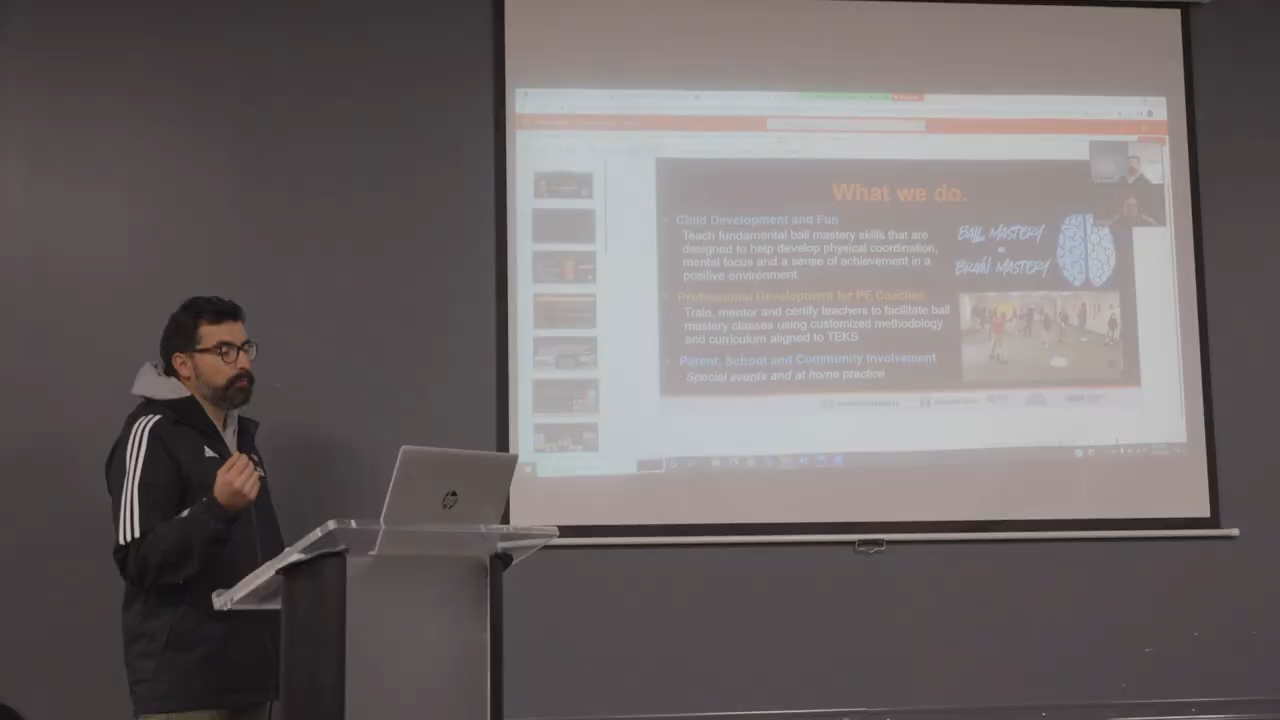 What we do.
Child Development and Fun
Teach fundamental ball mastery skills that are
designed to help develop physical coordination,
mental focus and a sense of achievement in a
positive environment
Professional Development for PE Coaches
Train, mentor and certify teachers to facilitate ball
mastery classes using customized methodology
and curriculum aligned to TEKS
Parent, School and Community Involvement
Special events and at home practice
BALL MASTERY
=
BRAIN MASTERY
hp